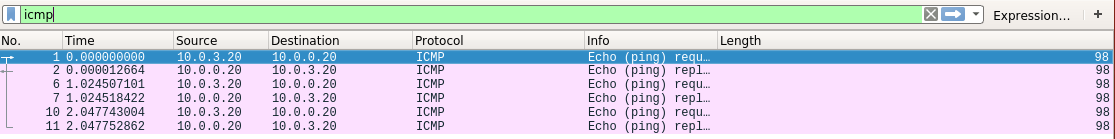 icmp Expression... +
No. Time Source Destination Protocol Info Length
1 0.000000000 10.0.3.20 10.0.0.20 ICMP Echo (ping) requ… 98
2 0.000012664 10.0.0.20 10.0.3.20 ICMP Echo (ping) repl… 98
6 1.024507101 10.0.3.20 10.0.0.20 ICMP Echo (ping) requ… 98
7 1.024518422 10.0.0.20 10.0.3.20 ICMP Echo (ping) repl… 98
10 2.047743004 10.0.3.20 10.0.0.20 ICMP Echo (ping) requ… 98
11 2.047752862 10.0.0.20 10.0.3.20 ICMP Echo (ping) repl… 98